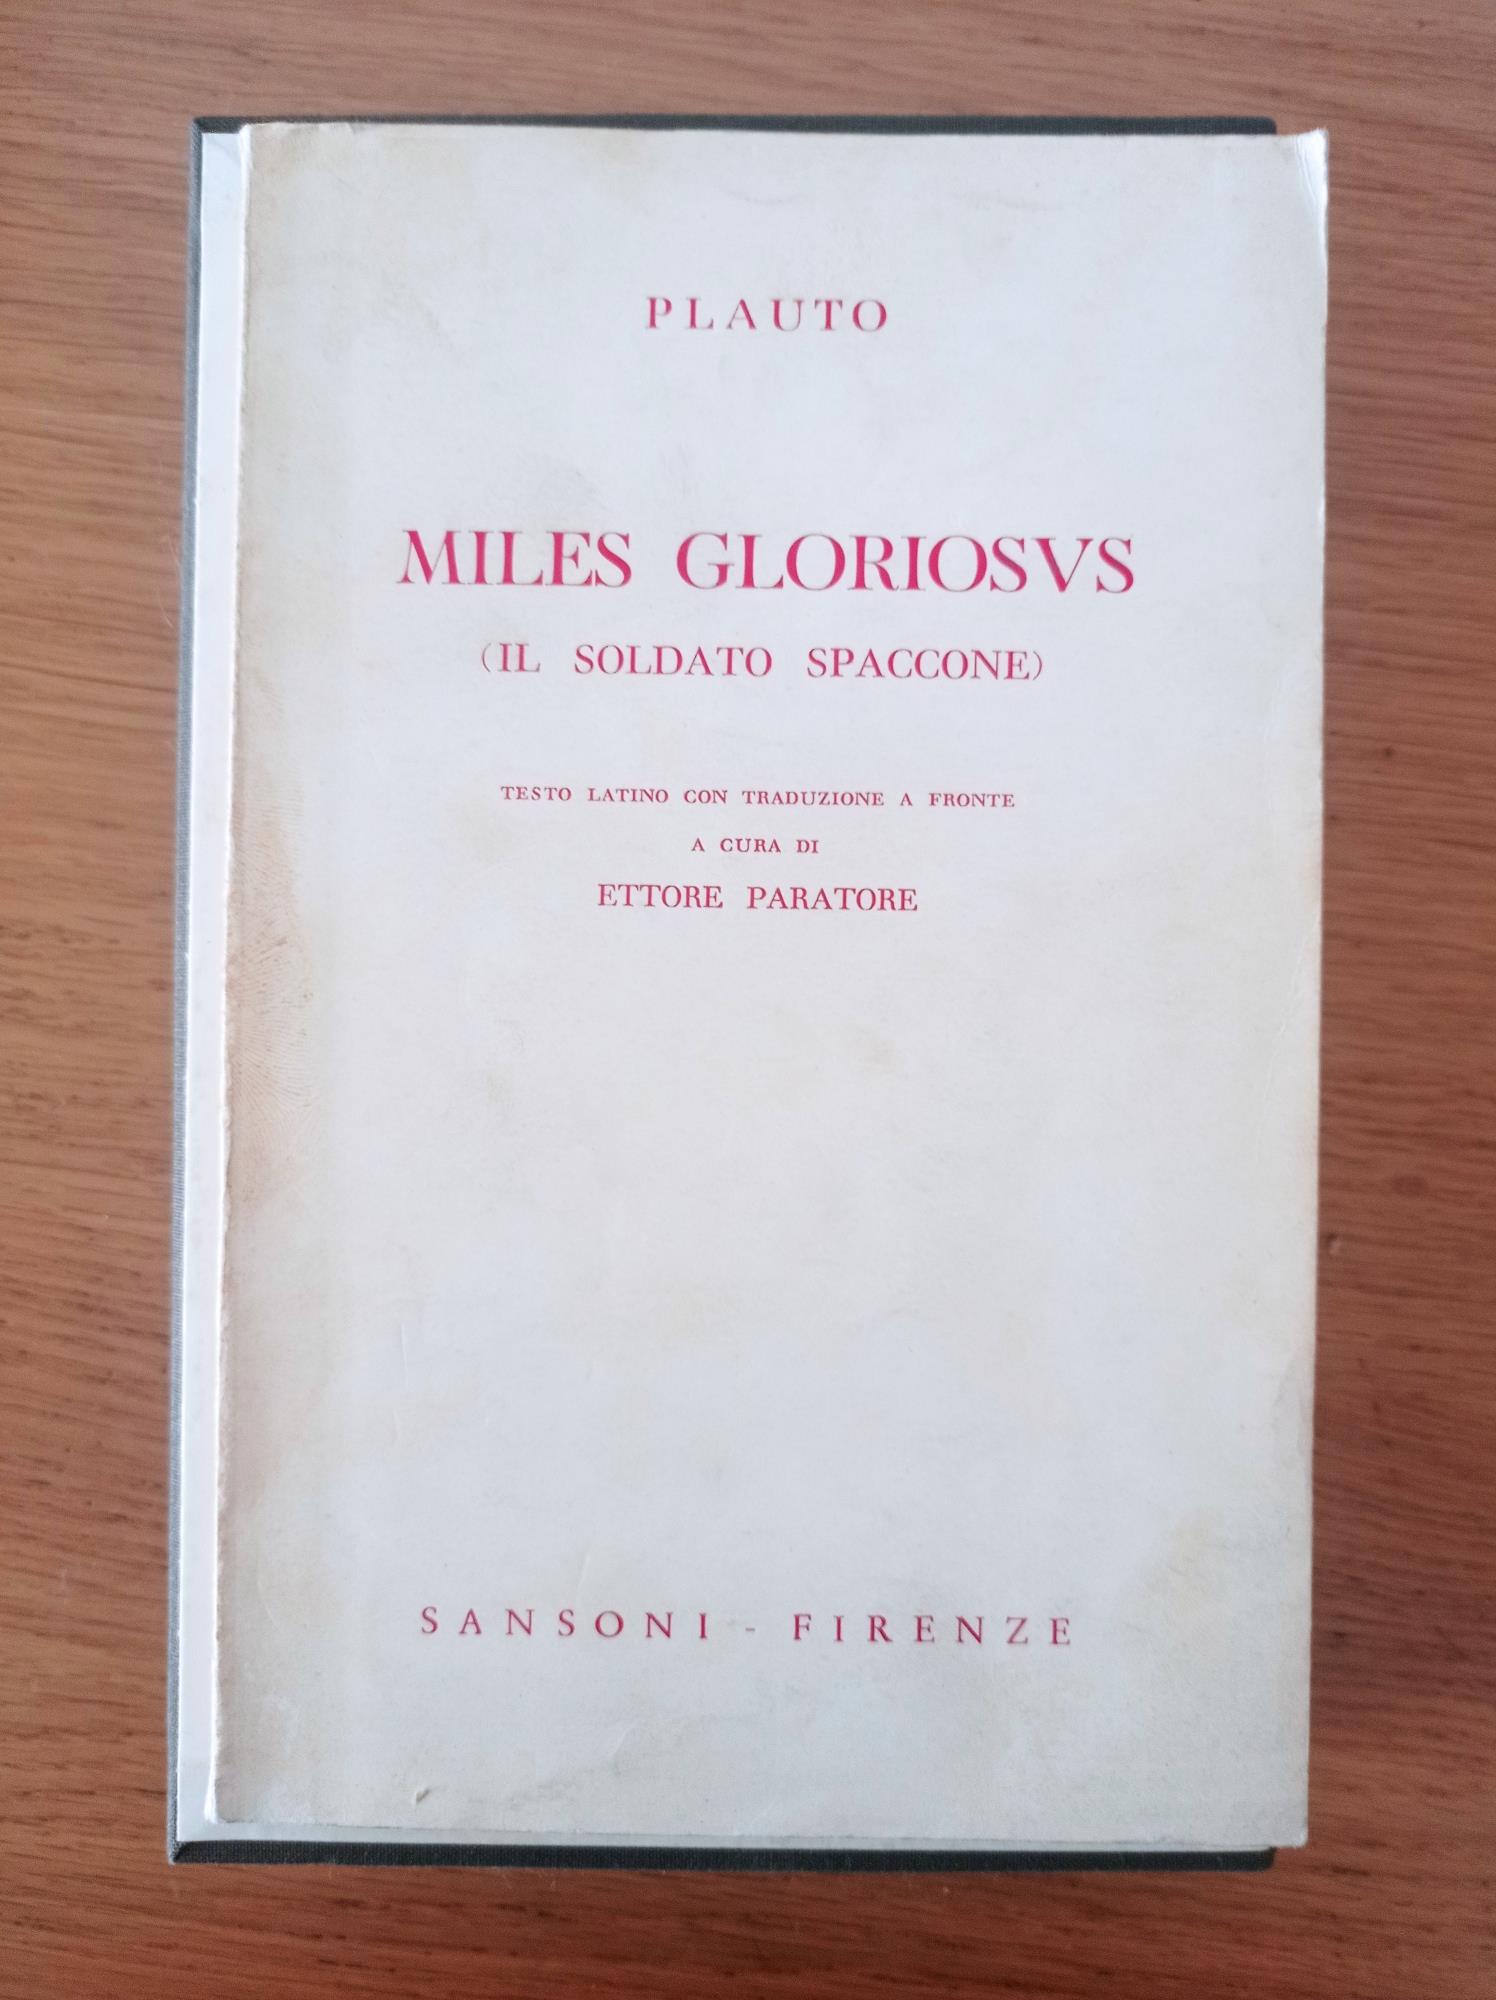 PLAUTO
MILES GLORIOSVS
(IL SOLDATO SPACCONE)
TESTO LATINO CON TRADUZIONE A FRONTE
A CURA DI
ETTORE PARATORE
SANSONI - FIRENZE